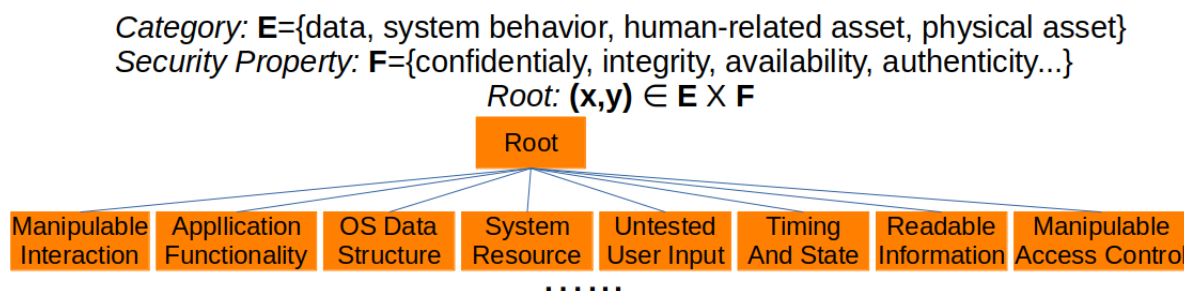 Category: E={data, system behavior, human-related asset, physical asset}
Security Property: F={confidentialy, integrity, availability, authenticity...}
Root: (x,y) ∈ E X F
Root
Manipulable Interaction
Appllication Functionality
OS Data Structure
System Resource
Untested User Input
Timing And State
Readable Information
Manipulable Access Control
......